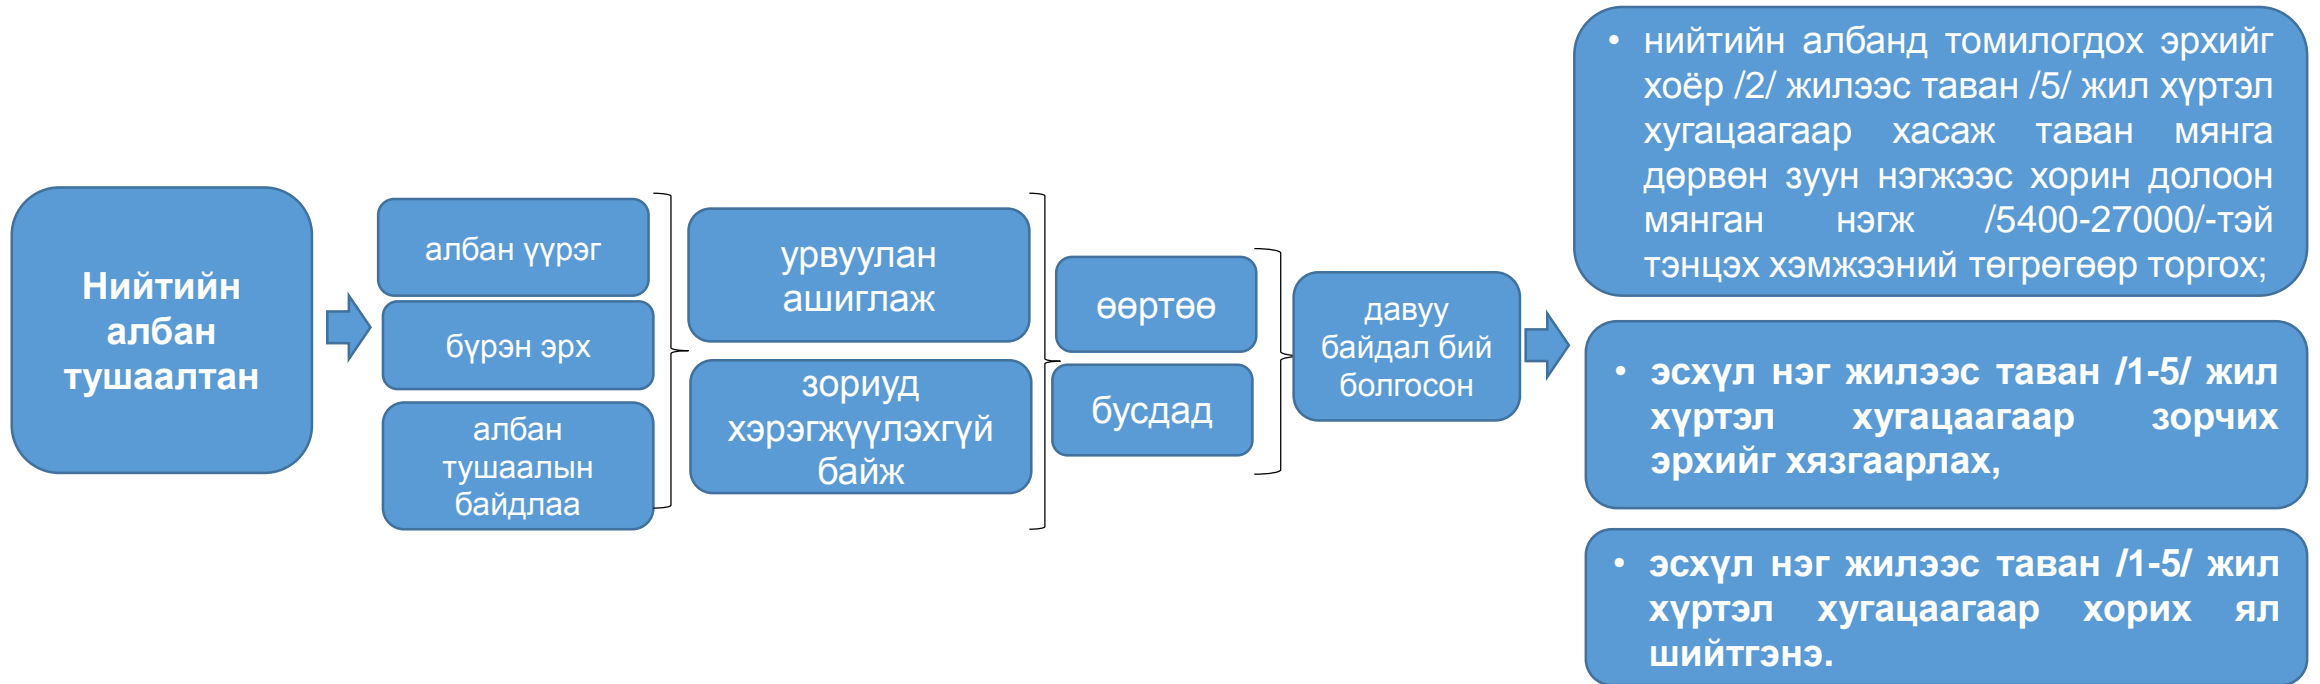 Нийтийн
албан
тушаалтан
албан үүрэг
бүрэн эрх
албан
тушаалын
байдлаа
урвуулан
ашиглаж
зориуд
хэрэгжүүлэхгүй
байж
өөртөө
бусдад
давуу
байдал бий
болгосон
• нийтийн албанд томилогдох эрхийг
хоёр /2/ жилээс таван /5/ жил хүртэл
хугацаагаар хасаж таван мянга
дөрвөн зуун нэгжээс хорин долоон
мянган нэгж /5400-27000/-тэй
тэнцэх хэмжээний төгрөгөөр торгох;
• эсхүл нэг жилээс таван /1-5/ жил
хүртэл хугацаагаар зорчих
эрхийг хязгаарлах,
• эсхүл нэг жилээс таван /1-5/ жил
хүртэл хугацаагаар хорих ял
шийтгэнэ.